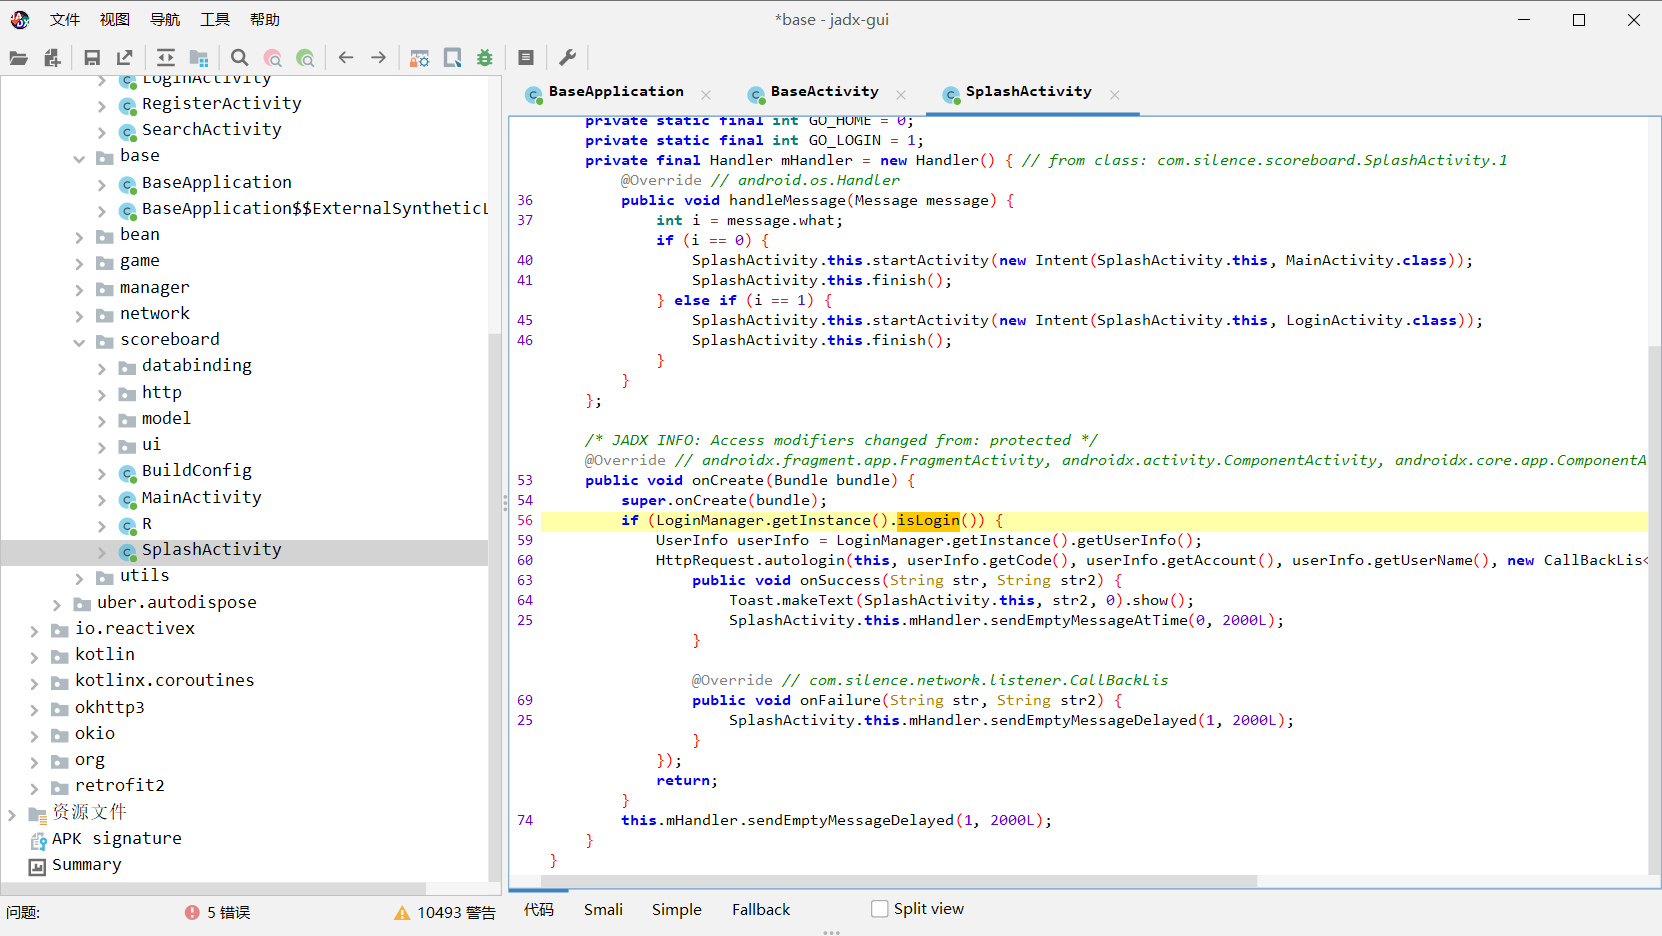 *base - jadx-gui
文件 视图 导航 工具 帮助
LoginActivity
RegisterActivity
SearchActivity
base
BaseApplication
BaseApplication$$ExternalSyntheticL
bean
game
manager
network
scoreboard
databinding
http
model
ui
BuildConfig
MainActivity
R
SplashActivity
utils
uber.autodispose
io.reactivex
kotlin
kotlinx.coroutines
okhttp3
okio
org
retrofit2
资源文件
APK signature
Summary
问题: 5 错误 10493 警告
BaseApplication BaseActivity SplashActivity
private static final int GO_HOME = 0;
private static final int GO_LOGIN = 1;
private final Handler mHandler = new Handler() { // from class: com.silence.scoreboard.SplashActivity.1
@Override // android.os.Handler
36 public void handleMessage(Message message) {
37 int i = message.what;
if (i == 0) {
40 SplashActivity.this.startActivity(new Intent(SplashActivity.this, MainActivity.class));
41 SplashActivity.this.finish();
} else if (i == 1) {
45 SplashActivity.this.startActivity(new Intent(SplashActivity.this, LoginActivity.class));
46 SplashActivity.this.finish();
}
}
};
/* JADX INFO: Access modifiers changed from: protected */
@Override // androidx.fragment.app.FragmentActivity, androidx.activity.ComponentActivity, androidx.core.app.ComponentA
53 public void onCreate(Bundle bundle) {
54 super.onCreate(bundle);
56 if (LoginManager.getInstance().isLogin()) {
59 UserInfo userInfo = LoginManager.getInstance().getUserInfo();
60 HttpRequest.autologin(this, userInfo.getCode(), userInfo.getAccount(), userInfo.getUserName(), new CallBackLis<
63 public void onSuccess(String str, String str2) {
64 Toast.makeText(SplashActivity.this, str2, 0).show();
25 SplashActivity.this.mHandler.sendEmptyMessageAtTime(0, 2000L);
}
@Override // com.silence.network.listener.CallBackLis
69 public void onFailure(String str, String str2) {
25 SplashActivity.this.mHandler.sendEmptyMessageDelayed(1, 2000L);
}
});
return;
}
74 this.mHandler.sendEmptyMessageDelayed(1, 2000L);
}
}
代码 Smali Simple Fallback Split view